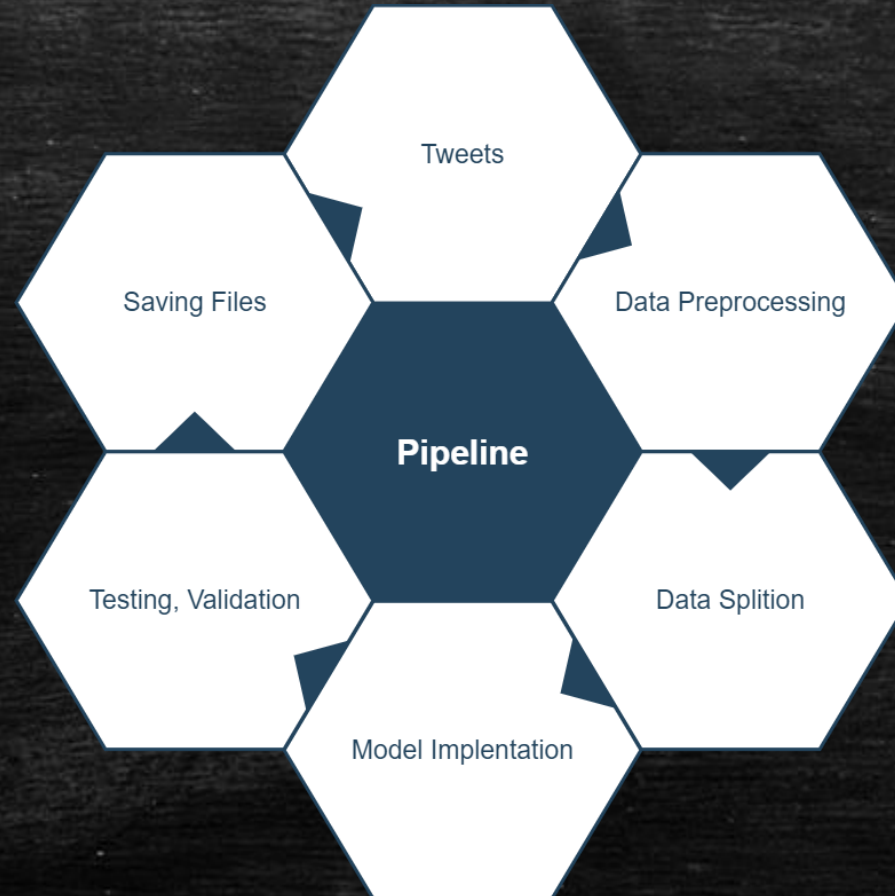 Tweets
Saving Files
Data Preprocessing
Pipeline
Testing, Validation
Data Splition
Model Implentation